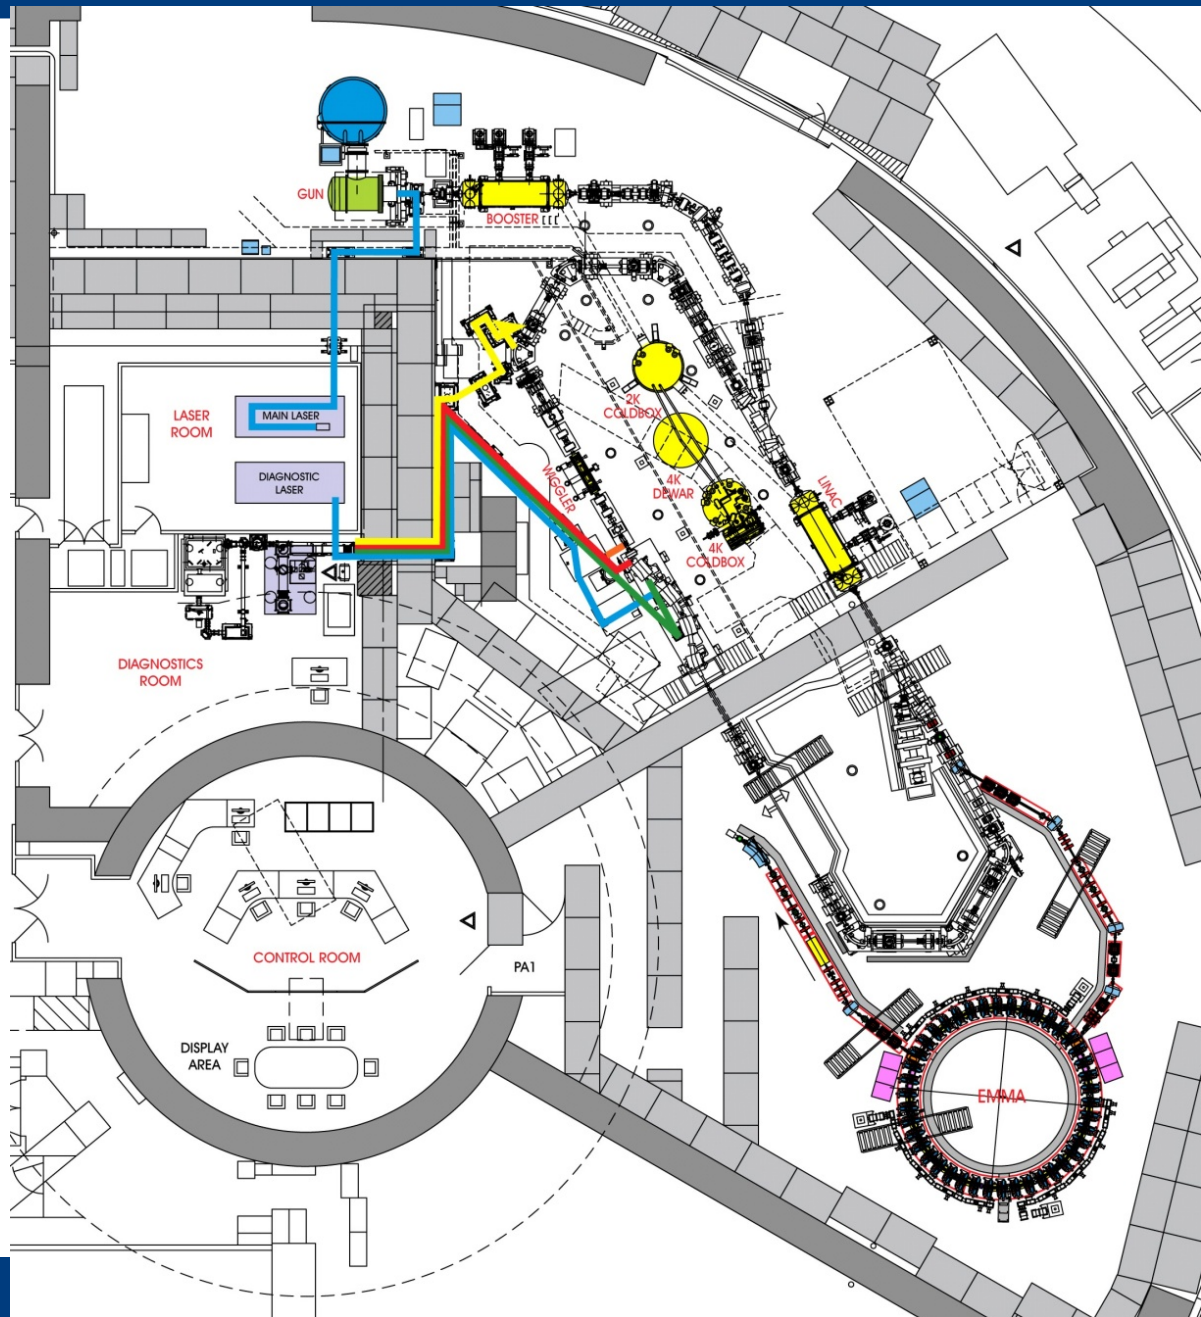 GUN
BOOSTER
LASER
ROOM
MAIN LASER
DIAGNOSTIC
LASER
2K
COLDBOX
WIGGLER
4K
DEWAR
LINAC
4K
COLDBOX
DIAGNOSTICS
ROOM
CONTROL ROOM
PA1
DISPLAY
AREA
EMMA